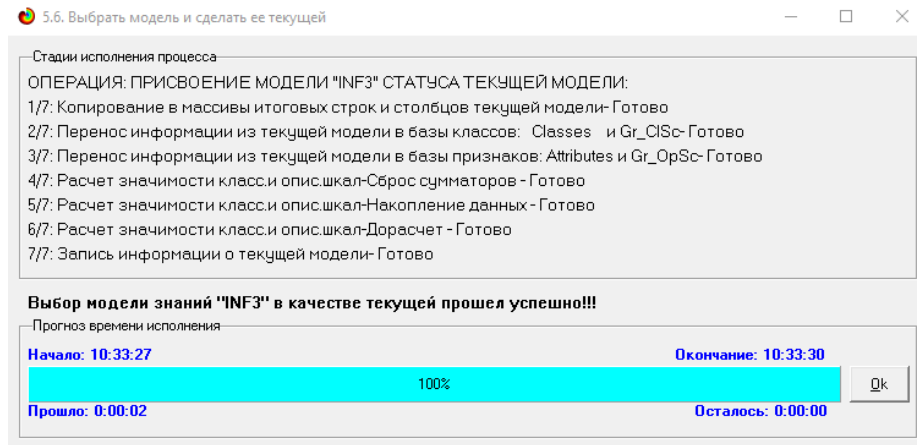 5.6. Выбрать модель и сделать ее текущей
Стадии исполнения процесса
ОПЕРАЦИЯ: ПРИСВОЕНИЕ МОДЕЛИ "INF3" СТАТУСА ТЕКУЩЕЙ МОДЕЛИ:
1/7: Копирование в массивы итоговых строк и столбцов текущей модели- Готово
2/7: Перенос информации из текущей модели в базы классов: Classes и Gr_ClSc- Готово
3/7: Перенос информации из текущей модели в базы признаков: Attributes и Gr_OpSc- Готово
4/7: Расчет значимости класс.и опис.шкал-Сброс сумматоров - Готово
5/7: Расчет значимости класс.и опис.шкал-Накопление данных - Готово
6/7: Расчет значимости класс.и опис.шкал-Дорасчет - Готово
7/7: Запись информации о текущей модели- Готово
Выбор модели знаний "INF3" в качестве текущей прошел успешно!!!
Прогноз времени исполнения
Начало: 10:33:27 Окончание: 10:33:30
100% Ok
Прошло: 0:00:02 Осталось: 0:00:00